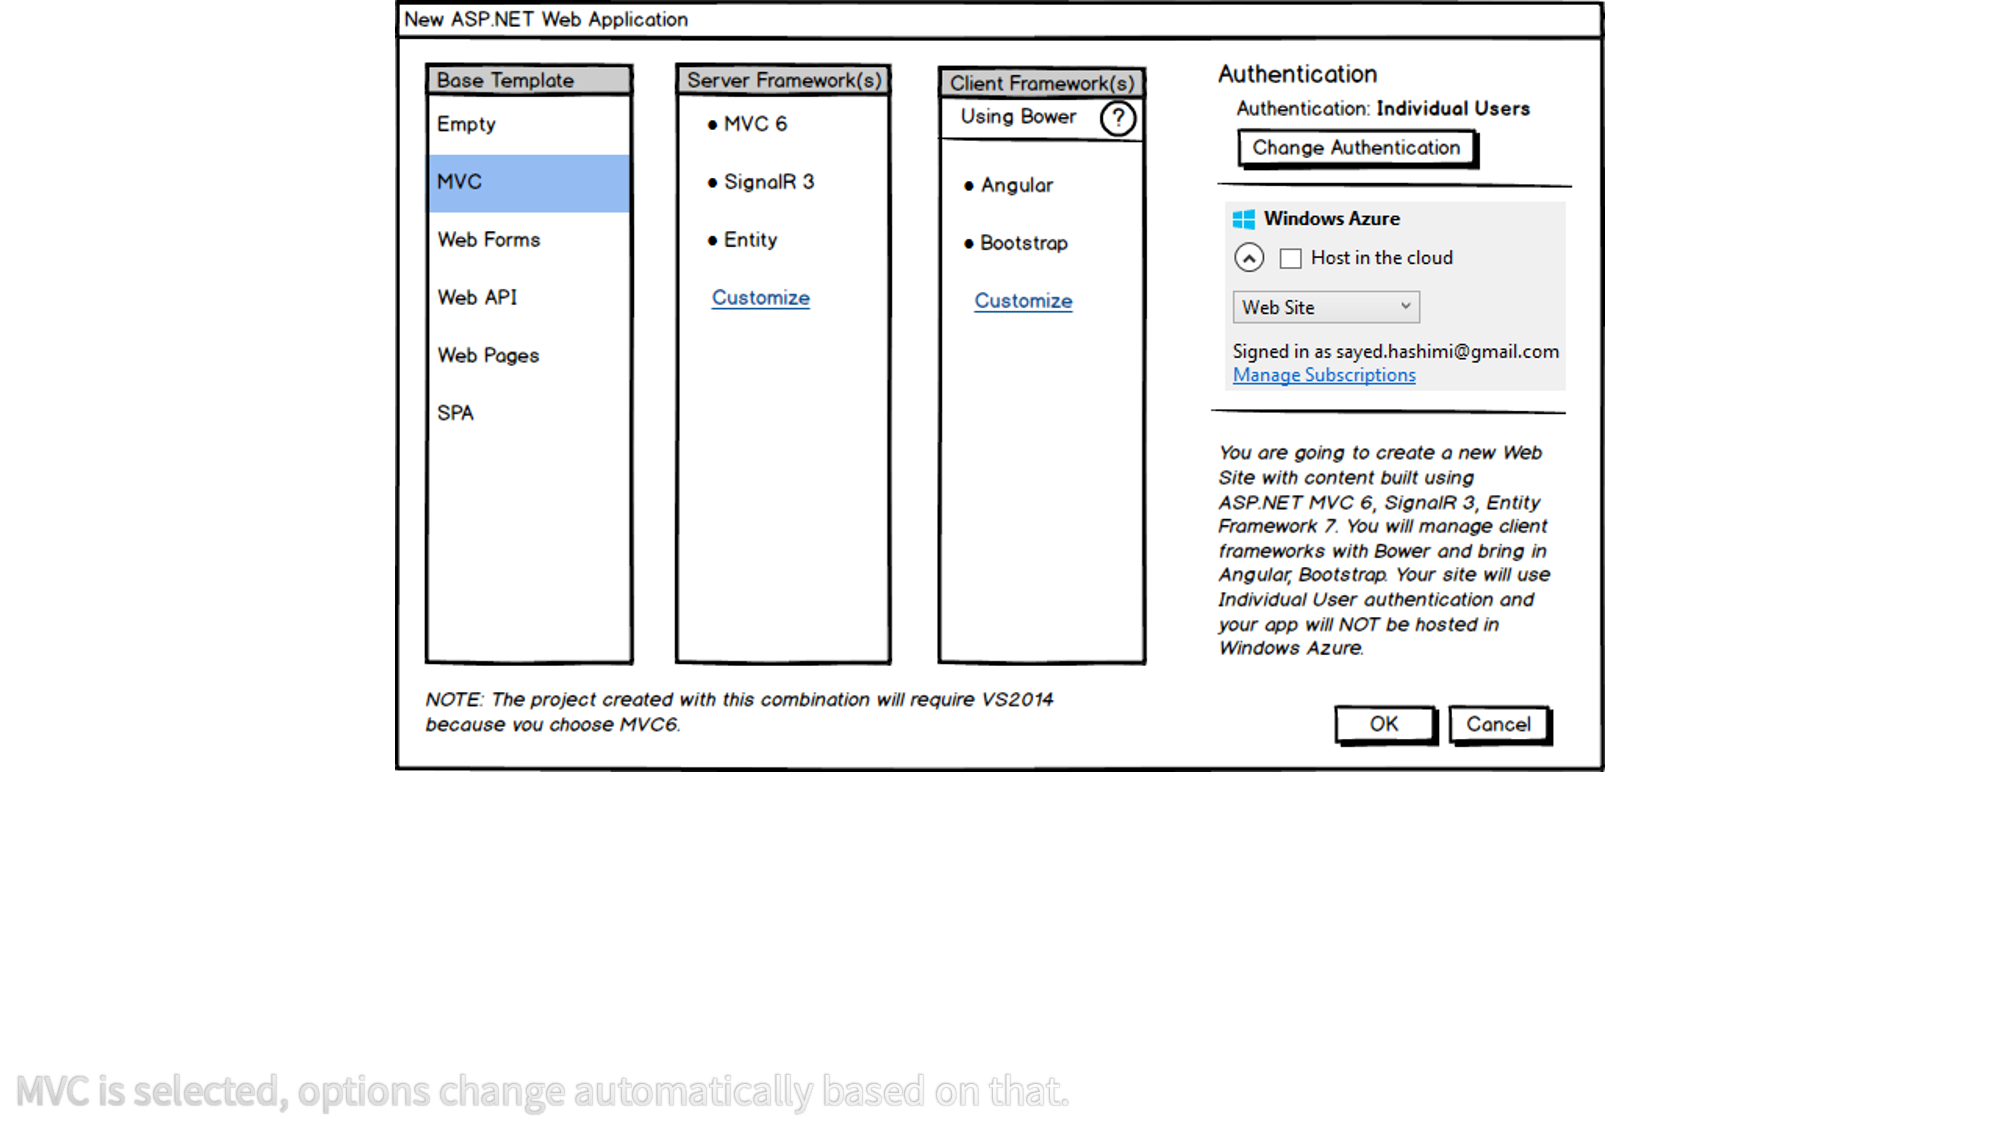 New ASP.NET Web Application
Base Template
Empty
MVC
Web Forms
Web API
Web Pages
SPA
Server Framework(s)
• MVC 6
• SignalR 3
• Entity
Customize
Client Framework(s)
Using Bower ?
• Angular
• Bootstrap
Customize
Authentication
Authentication: Individual Users
Change Authentication
Windows Azure
Host in the cloud
Web Site
Signed in as sayed.hashimi@gmail.com
Manage Subscriptions
You are going to create a new Web
Site with content built using
ASP.NET MVC 6, SignalR 3, Entity
Framework 7. You will manage client
frameworks with Bower and bring in
Angular, Bootstrap. Your site will use
Individual User authentication and
your app will NOT be hosted in
Windows Azure.
NOTE: The project created with this combination will require VS2014
because you choose MVC6.
OK
Cancel
MVC is selected, options change automatically based on that.